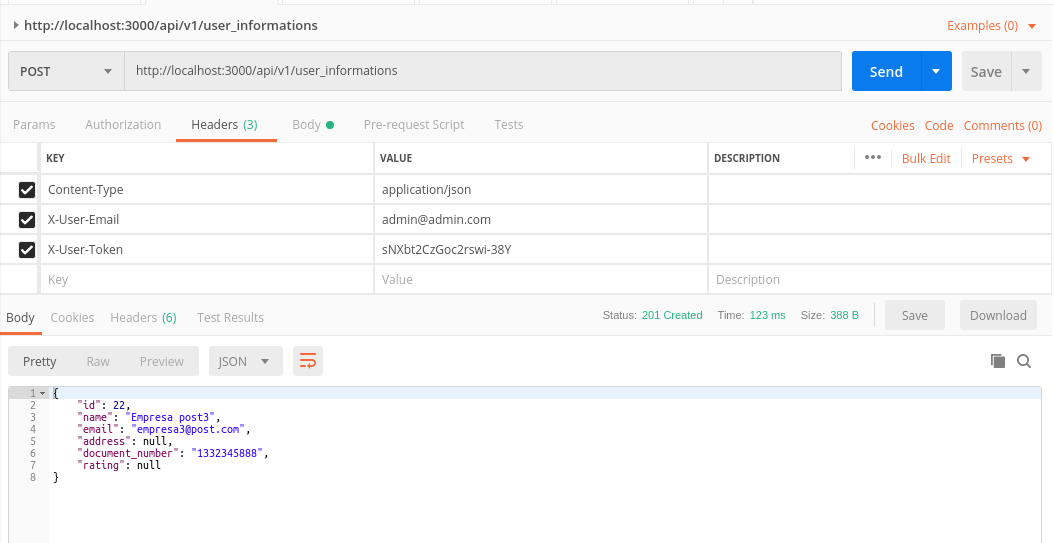 http://localhost:3000/api/v1/user_informations Examples (0)
POST http://localhost:3000/api/v1/user_informations Send Save
Params Authorization Headers (3) Body Pre-request Script Tests Cookies Code Comments (0)
KEY VALUE DESCRIPTION ••• Bulk Edit Presets
Content-Type application/json
X-User-Email admin@admin.com
X-User-Token sNXbt2CzGoc2rswi-38Y
Key Value Description
Body Cookies Headers (6) Test Results Status: 201 Created Time: 123 ms Size: 388 B Save Download
Pretty Raw Preview JSON
1 {
2 "id": 22,
3 "name": "Empresa post3",
4 "email": "empresa3@post.com",
5 "address": null,
6 "document_number": "1332345888",
7 "rating": null
8 }